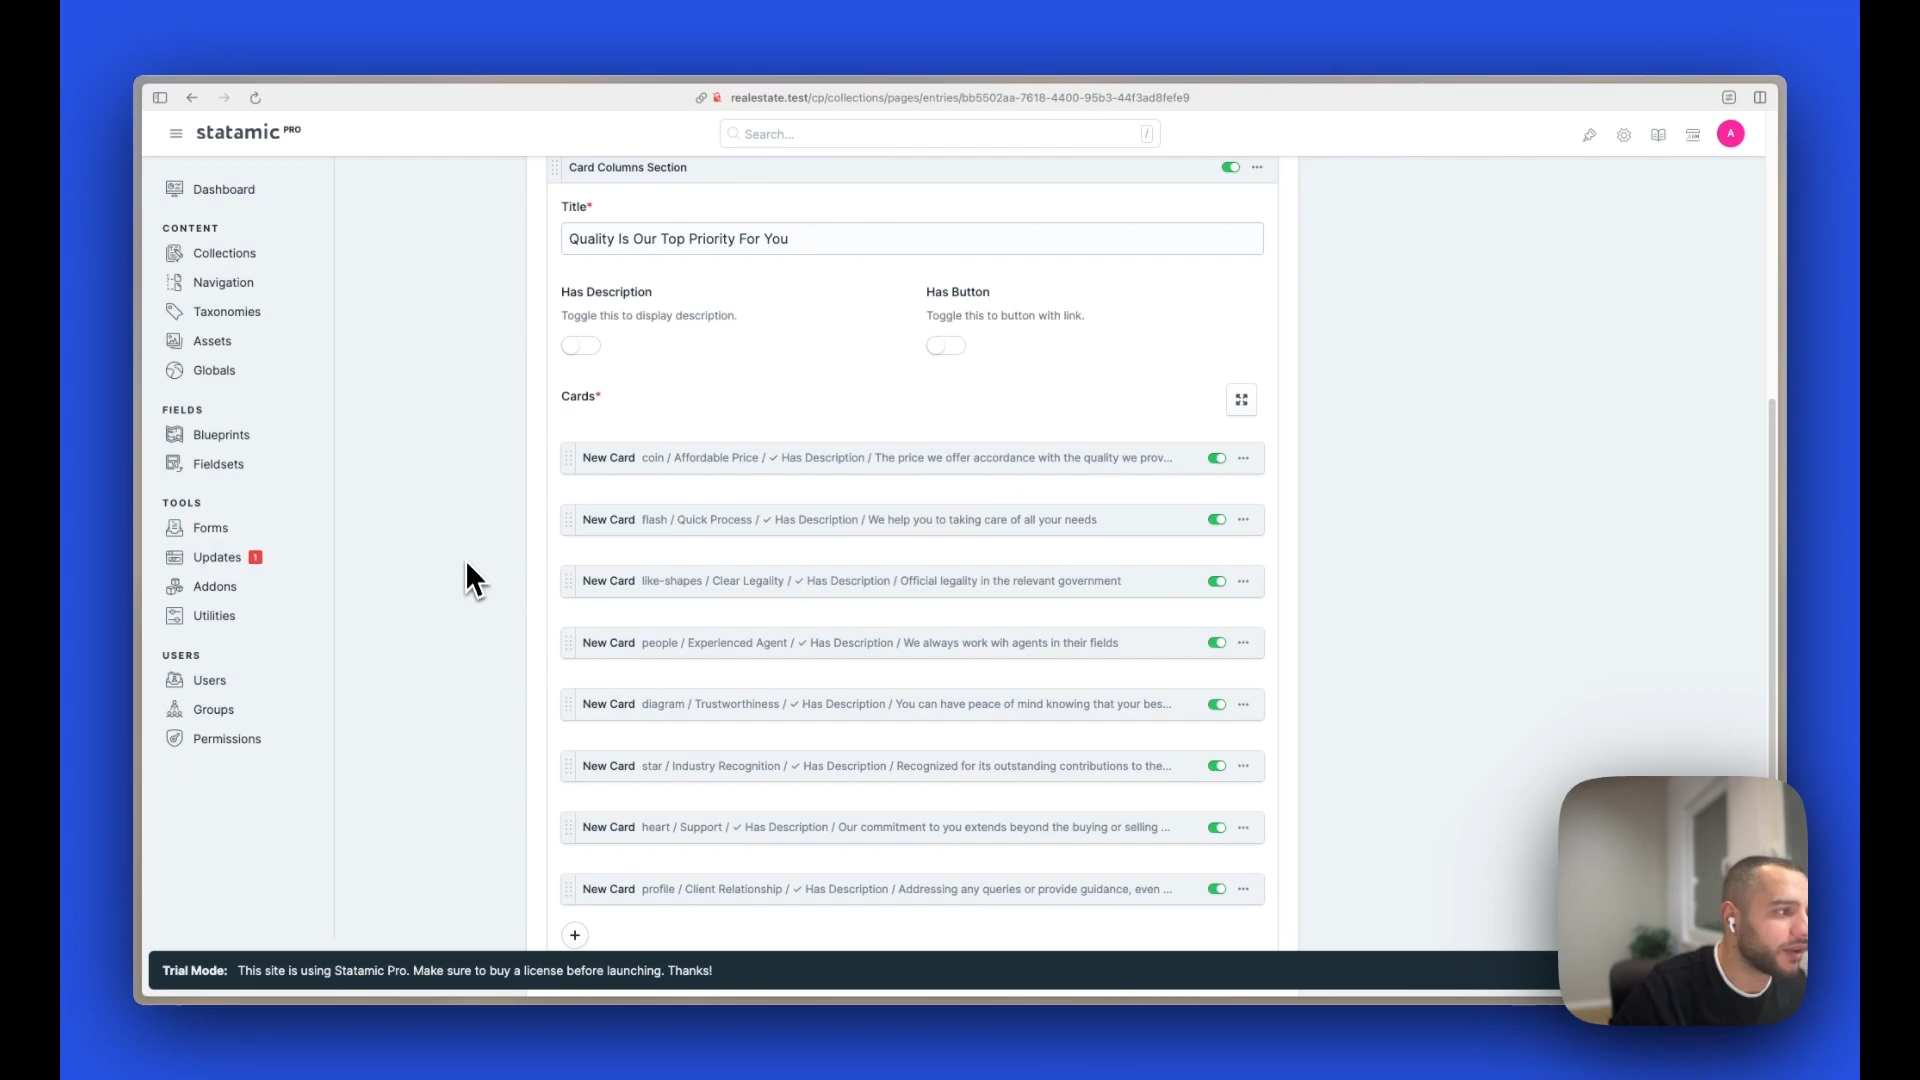 realestate.test/cp/collections/pages/entries/bb5502aa-7618-4400-95b3-44f3ad8fefe9
statamic PRO
Search...
/
A
Dashboard
CONTENT
Collections
Navigation
Taxonomies
Assets
Globals
FIELDS
Blueprints
Fieldsets
TOOLS
Forms
Updates 1
Addons
Utilities
USERS
Users
Groups
Permissions
Card Columns Section
Title*
Quality Is Our Top Priority For You
Has Description
Toggle this to display description.
Has Button
Toggle this to button with link.
Cards*
New Card coin / Affordable Price / ✓ Has Description / The price we offer accordance with the quality we prov...
New Card flash / Quick Process / ✓ Has Description / We help you to taking care of all your needs
New Card like-shapes / Clear Legality / ✓ Has Description / Official legality in the relevant government
New Card people / Experienced Agent / ✓ Has Description / We always work wih agents in their fields
New Card diagram / Trustworthiness / ✓ Has Description / You can have peace of mind knowing that your bes...
New Card star / Industry Recognition / ✓ Has Description / Recognized for its outstanding contributions to the...
New Card heart / Support / ✓ Has Description / Our commitment to you extends beyond the buying or selling ...
New Card profile / Client Relationship / ✓ Has Description / Addressing any queries or provide guidance, even ...
Trial Mode: This site is using Statamic Pro. Make sure to buy a license before launching. Thanks!